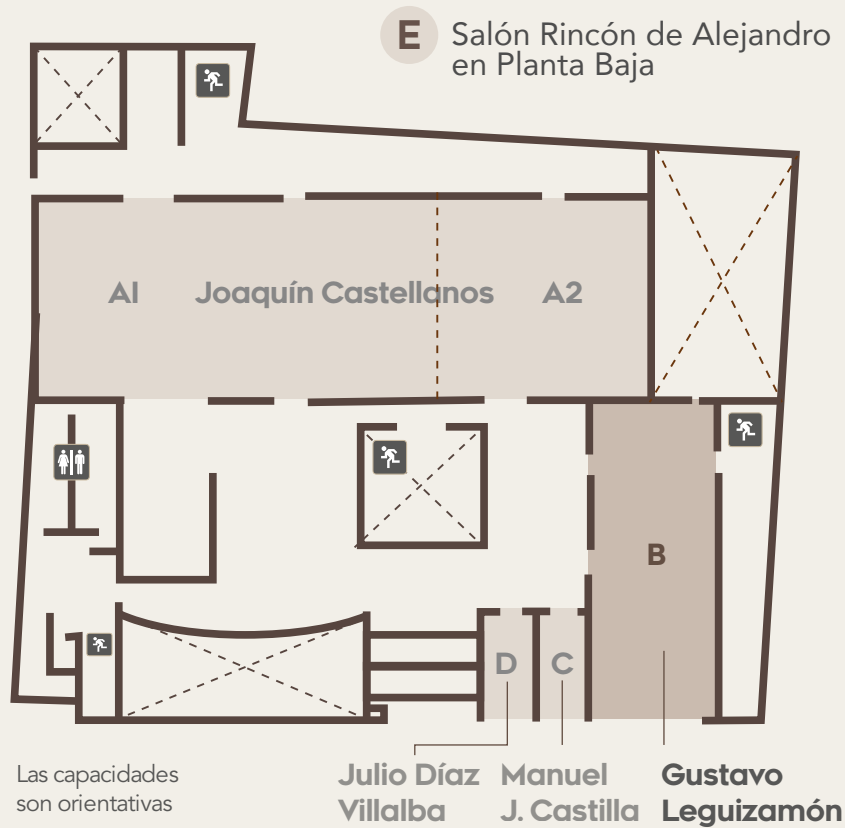 E Salón Rincón de Alejandro
en Planta Baja
A1 Joaquín Castellanos A2
B
D C
Las capacidades
son orientativas
Julio Díaz
Villalba
Manuel
J. Castilla
Gustavo
Leguizamón